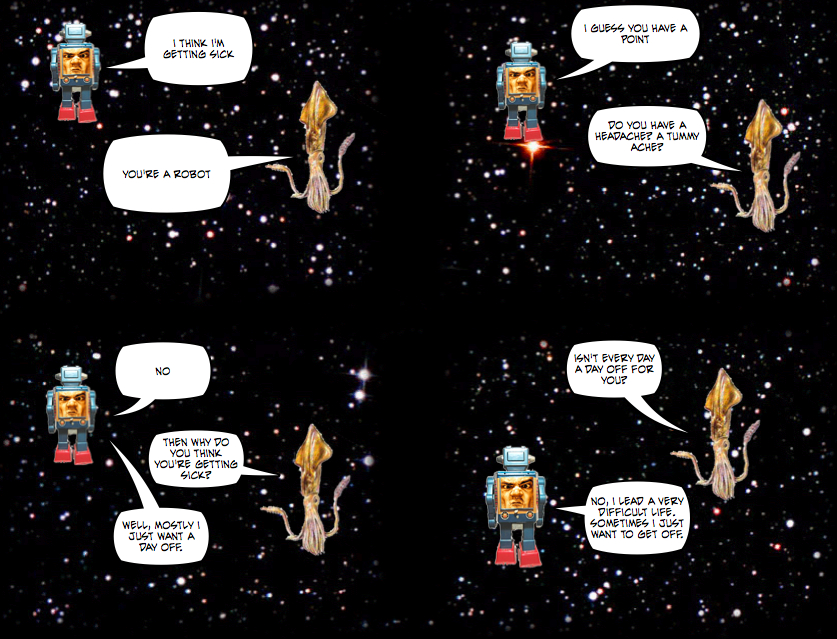 I THINK I'M
GETTING SICK
YOU'RE A ROBOT
I GUESS YOU HAVE A
POINT
DO YOU HAVE A
HEADACHE? A TUMMY
ACHE?
NO
THEN WHY DO
YOU THINK
YOU'RE GETTING
SICK?
WELL, MOSTLY I
JUST WANT A
DAY OFF.
ISN'T EVERY DAY
A DAY OFF FOR
YOU?
NO, I LEAD A VERY
DIFFICULT LIFE.
SOMETIMES I JUST
WANT TO GET OFF.